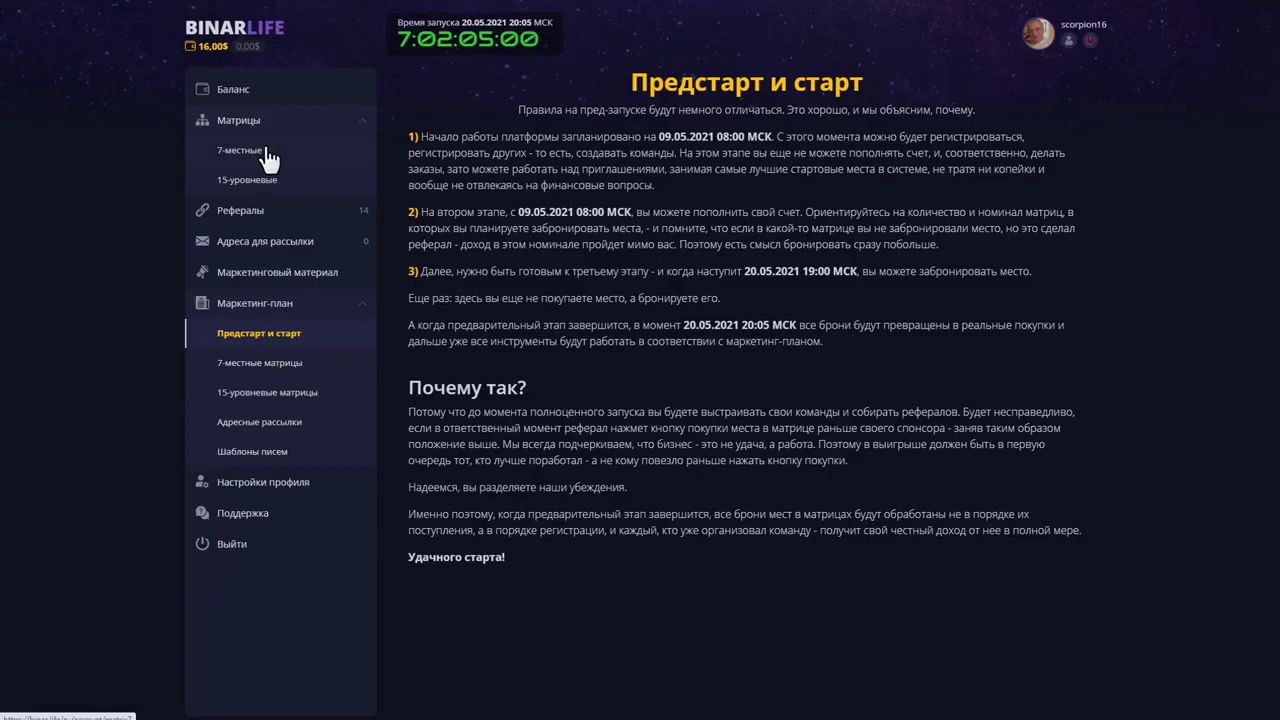 BINARLIFE
16,00$ 0,00$
Время запуска 20.05.2021 20:05 МСК
7:02:05:00
scorpion16
Баланс
Матрицы
7-местные
15-уровневые
Рефералы 14
Адреса для рассылки 0
Маркетинговый материал
Маркетинг-план
Предстарт и старт
7-местные матрицы
15-уровневые матрицы
Адресные рассылки
Шаблоны писем
Настройки профиля
Поддержка
Выйти
Предстарт и старт
Правила на пред-запуске будут немного отличаться. Это хорошо, и мы объясним, почему.
1) Начало работы платформы запланировано на 09.05.2021 08:00 МСК. С этого момента можно будет регистрироваться,
регистрировать других - то есть, создавать команды. На этом этапе вы еще не можете пополнять счет, и, соответственно, делать
заказы, зато можете работать над приглашениями, занимая самые лучшие стартовые места в системе, не тратя ни копейки и
вообще не отвлекаясь на финансовые вопросы.
2) На втором этапе, с 09.05.2021 08:00 МСК, вы можете пополнить свой счет. Ориентируйтесь на количество и номинал матриц, в
которых вы планируете забронировать места, - и помните, что если в какой-то матрице вы не забронировали место, но это сделал
реферал - доход в этом номинале пройдет мимо вас. Поэтому есть смысл бронировать сразу побольше.
3) Далее, нужно быть готовым к третьему этапу - и когда наступит 20.05.2021 19:00 МСК, вы можете забронировать место.
Еще раз: здесь вы еще не покупаете место, а бронируете его.
А когда предварительный этап завершится, в момент 20.05.2021 20:05 МСК все брони будут превращены в реальные покупки и
дальше уже все инструменты будут работать в соответствии с маркетинг-планом.
Почему так?
Потому что до момента полноценного запуска вы будете выстраивать свои команды и собирать рефералов. Будет несправедливо,
если в ответственный момент реферал нажмет кнопку покупки места в матрице раньше своего спонсора - заняв таким образом
положение выше. Мы всегда подчеркиваем, что бизнес - это не удача, а работа. Поэтому в выигрыше должен быть в первую
очередь тот, кто лучше поработал - а не кому повезло раньше нажать кнопку покупки.
Надеемся, вы разделяете наши убеждения.
Именно поэтому, когда предварительный этап завершится, все брони мест в матрицах будут обработаны не в порядке их
поступления, а в порядке регистрации, и каждый, кто уже организовал команду - получит свой честный доход от нее в полной мере.
Удачного старта!